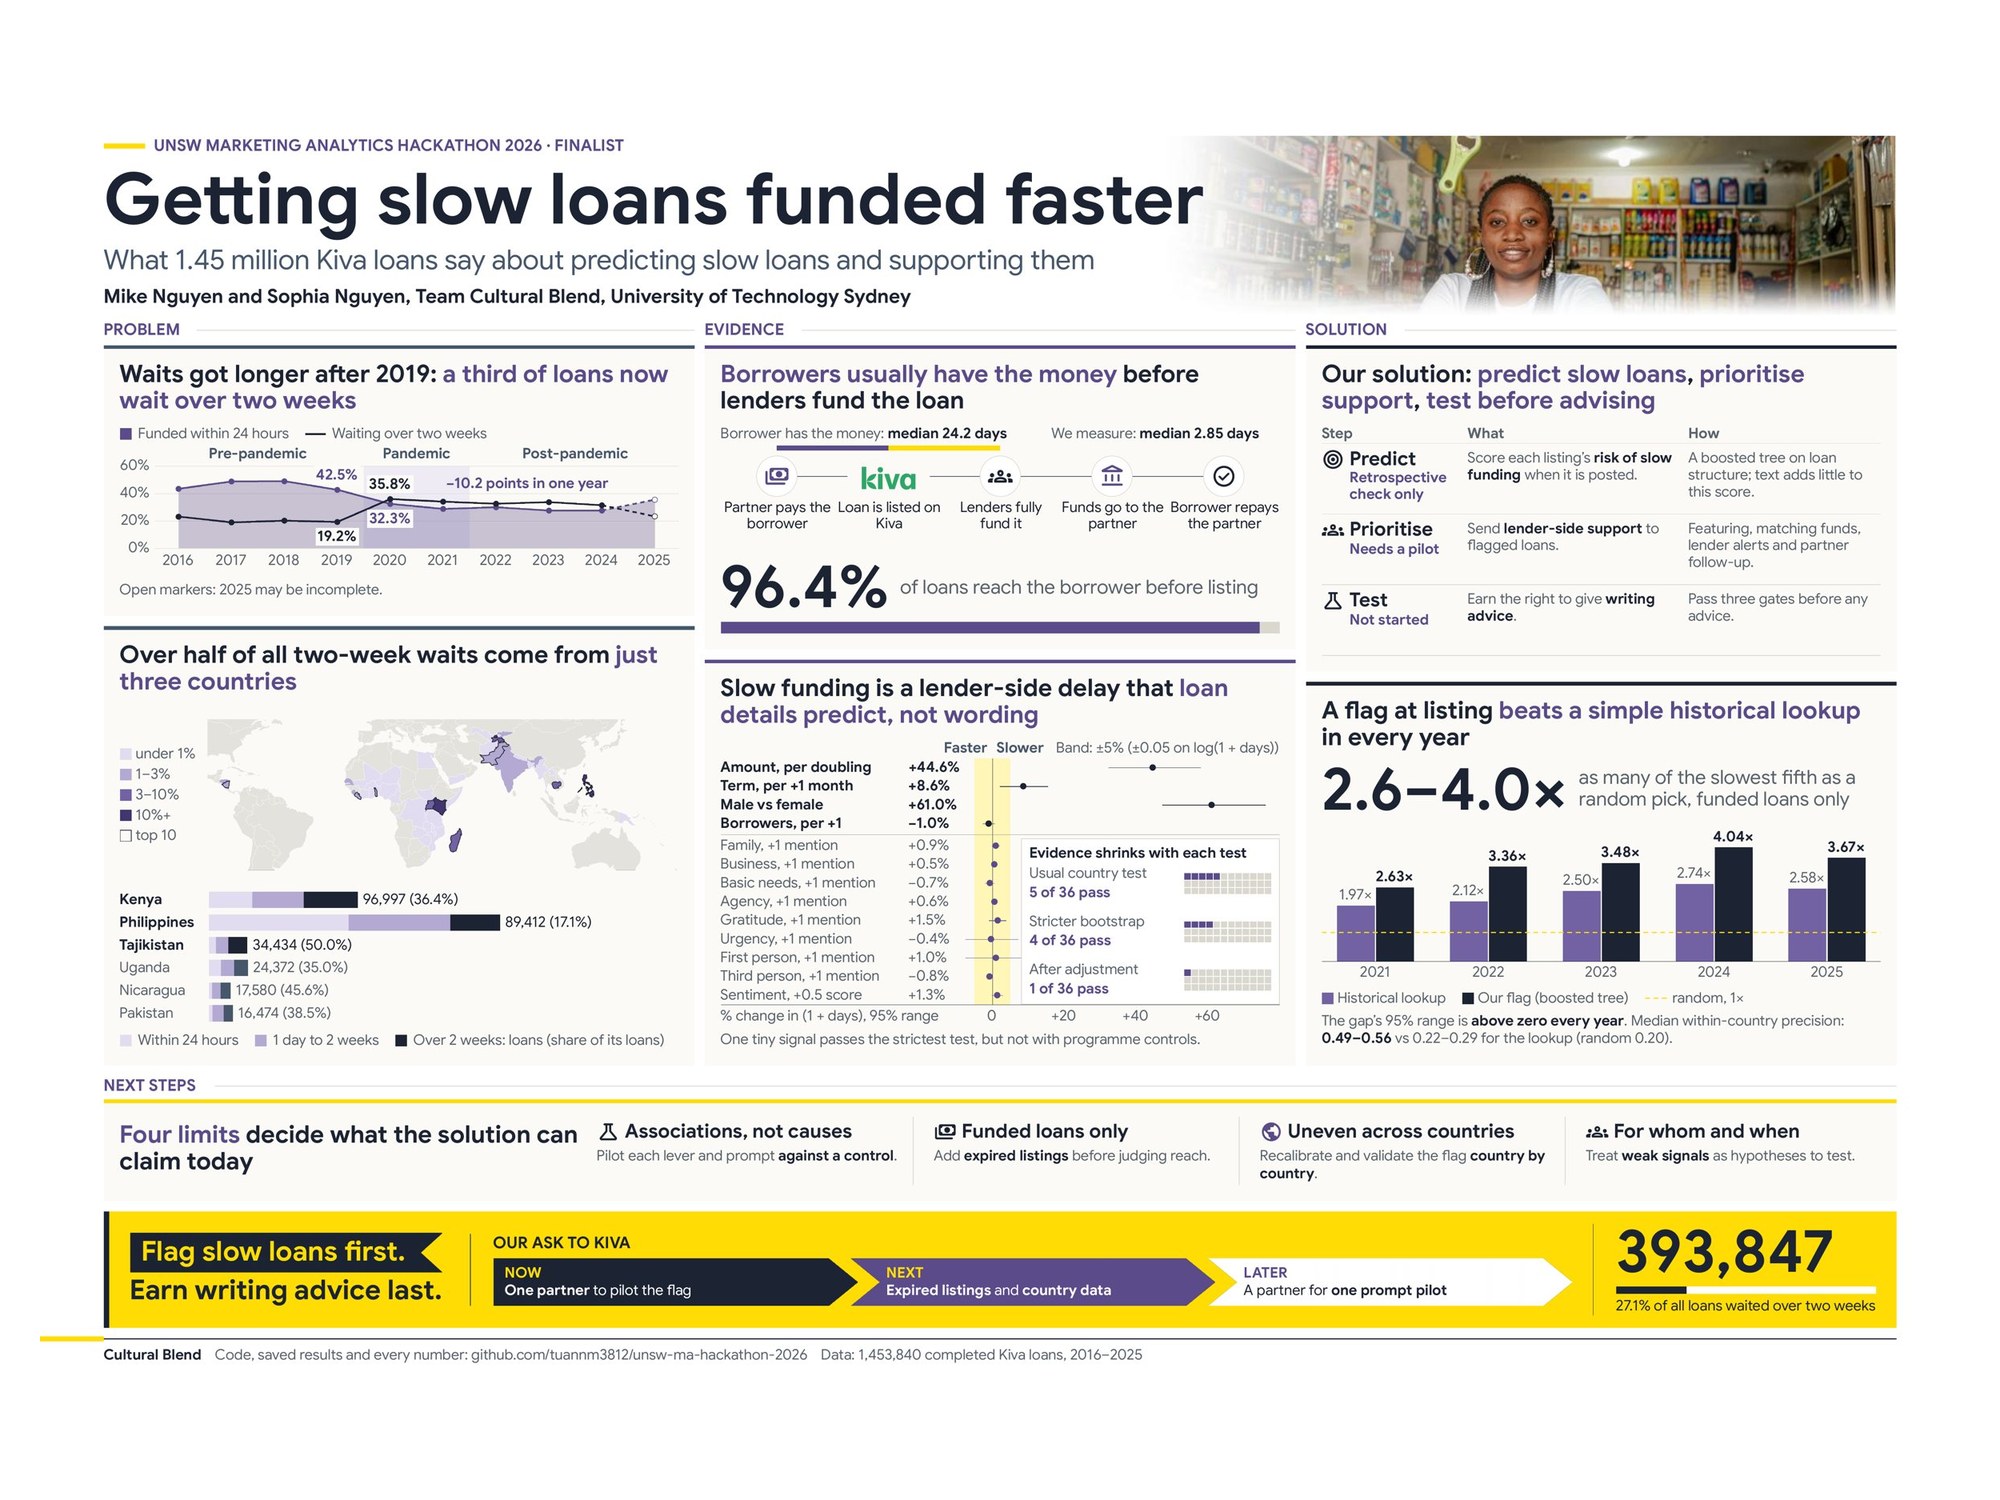 UNSW MARKETING ANALYTICS HACKATHON 2026 · FINALIST
Getting slow loans funded faster
What 1.45 million Kiva loans say about predicting slow loans and supporting them
Mike Nguyen and Sophia Nguyen, Team Cultural Blend, University of Technology Sydney
PROBLEM
Waits got longer after 2019: a third of loans now
wait over two weeks
Funded within 24 hours
Waiting over two weeks
Pre-pandemic
Pandemic
Post-pandemic
60%
40%
20%
0%
42.5%
35.8%
−10.2 points in one year
32.3%
19.2%
2016 2017 2018 2019 2020 2021 2022 2023 2024 2025
Open markers: 2025 may be incomplete.
Over half of all two-week waits come from just
three countries
under 1%
1–3%
3–10%
10%+
top 10
Kenya 96,997 (36.4%)
Philippines 89,412 (17.1%)
Tajikistan 34,434 (50.0%)
Uganda 24,372 (35.0%)
Nicaragua 17,580 (45.6%)
Pakistan 16,474 (38.5%)
Within 24 hours 1 day to 2 weeks Over 2 weeks: loans (share of its loans)
EVIDENCE
Borrowers usually have the money before
lenders fund the loan
Borrower has the money: median 24.2 days
We measure: median 2.85 days
kiva
Partner pays the
borrower
Loan is listed on
Kiva
Lenders fully
fund it
Funds go to the
partner
Borrower repays
the partner
96.4% of loans reach the borrower before listing
Slow funding is a lender-side delay that loan
details predict, not wording
Faster Slower Band: ±5% (±0.05 on log(1 + days))
Amount, per doubling +44.6%
Term, per +1 month +8.6%
Male vs female +61.0%
Borrowers, per +1 −1.0%
Family, +1 mention +0.9%
Business, +1 mention +0.5%
Basic needs, +1 mention −0.7%
Agency, +1 mention +0.6%
Gratitude, +1 mention +1.5%
Urgency, +1 mention −0.4%
First person, +1 mention +1.0%
Third person, +1 mention −0.8%
Sentiment, +0.5 score +1.3%
Evidence shrinks with each test
Usual country test
5 of 36 pass
Stricter bootstrap
4 of 36 pass
After adjustment
1 of 36 pass
% change in (1 + days), 95% range 0 +20 +40 +60
One tiny signal passes the strictest test, but not with programme controls.
SOLUTION
Our solution: predict slow loans, prioritise
support, test before advising
Step What How
Predict
Retrospective
check only
Score each listing's risk of slow
funding when it is posted.
A boosted tree on loan
structure; text adds little to
this score.
Prioritise
Needs a pilot
Send lender-side support to
flagged loans.
Featuring, matching funds,
lender alerts and partner
follow-up.
Test
Not started
Earn the right to give writing
advice.
Pass three gates before any
advice.
A flag at listing beats a simple historical lookup
in every year
2.6–4.0× as many of the slowest fifth as a
random pick, funded loans only
1.97× 2.63× 2.12× 3.36× 2.50× 3.48× 2.74× 4.04× 2.58× 3.67×
2021 2022 2023 2024 2025
Historical lookup Our flag (boosted tree) random, 1×
The gap's 95% range is above zero every year. Median within-country precision:
0.49–0.56 vs 0.22–0.29 for the lookup (random 0.20).
NEXT STEPS
Four limits decide what the solution can
claim today
Associations, not causes
Pilot each lever and prompt against a control.
Funded loans only
Add expired listings before judging reach.
Uneven across countries
Recalibrate and validate the flag country by
country.
For whom and when
Treat weak signals as hypotheses to test.
Flag slow loans first.
Earn writing advice last.
OUR ASK TO KIVA
NOW
One partner to pilot the flag
NEXT
Expired listings and country data
LATER
A partner for one prompt pilot
393,847
27.1% of all loans waited over two weeks
Cultural Blend Code, saved results and every number: github.com/tuannm3812/unsw-ma-hackathon-2026 Data: 1,453,840 completed Kiva loans, 2016–2025